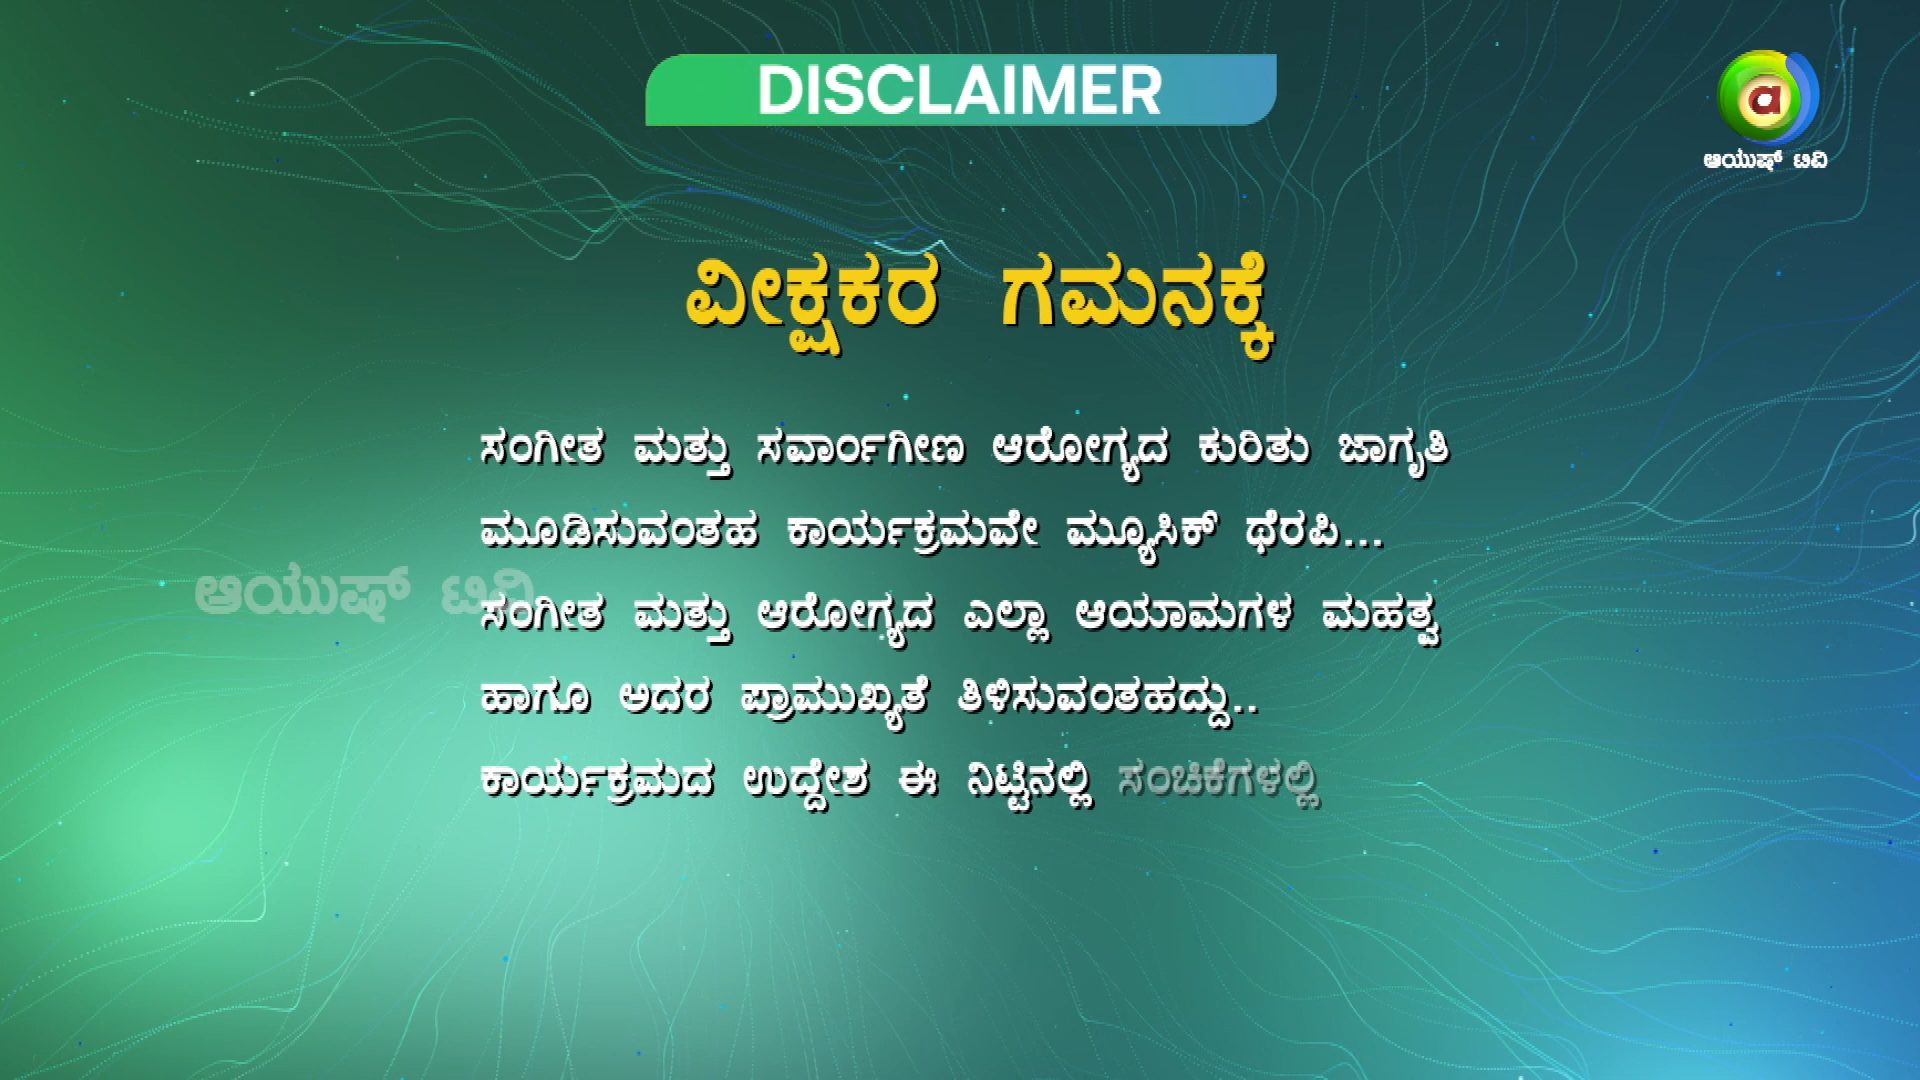 DISCLAIMER
ಆಯುಷ್ ಟಿವಿ
ವೀಕ್ಷಕರ ಗಮನಕ್ಕೆ
ಸಂಗೀತ ಮತ್ತು ಸರ್ವಾಂಗೀಣ ಆರೋಗ್ಯದ ಕುರಿತು ಜಾಗೃತಿ
ಮೂಡಿಸುವಂತಹ ಕಾರ್ಯಕ್ರಮವೇ ಮ್ಯೂಸಿಕ್ ಥೆರಪಿ...
ಆಯುಷ್ ಟಿವಿ
ಸಂಗೀತ ಮತ್ತು ಆರೋಗ್ಯದ ಎಲ್ಲಾ ಆಯಾಮಗಳ ಮಹತ್ವ
ಹಾಗೂ ಅದರ ಪ್ರಾಮುಖ್ಯತೆ ತಿಳಿಸುವಂತಹದ್ದು..
ಕಾರ್ಯಕ್ರಮದ ಉದ್ದೇಶ ಈ ನಿಟ್ಟಿನಲ್ಲಿ ಸಂಚಿಕೆಗಳಲ್ಲಿ